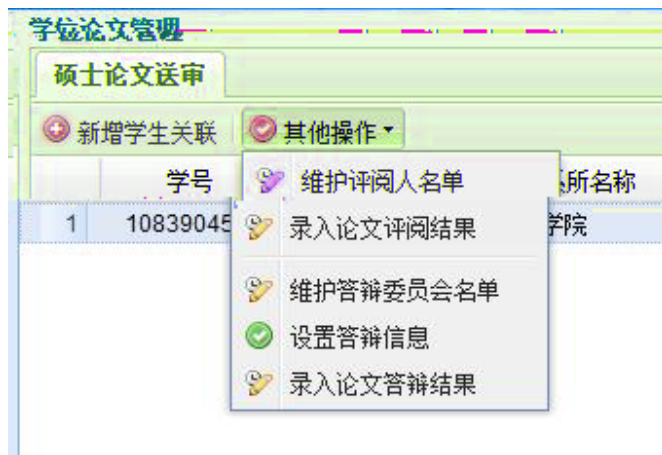 学位论文管理
硕士论文送审
新增学生关联 其他操作
学号 所名称
1 10839045 学院
维护评阅人名单
录入论文评阅结果
维护答辩委员会名单
设置答辩信息
录入论文答辩结果